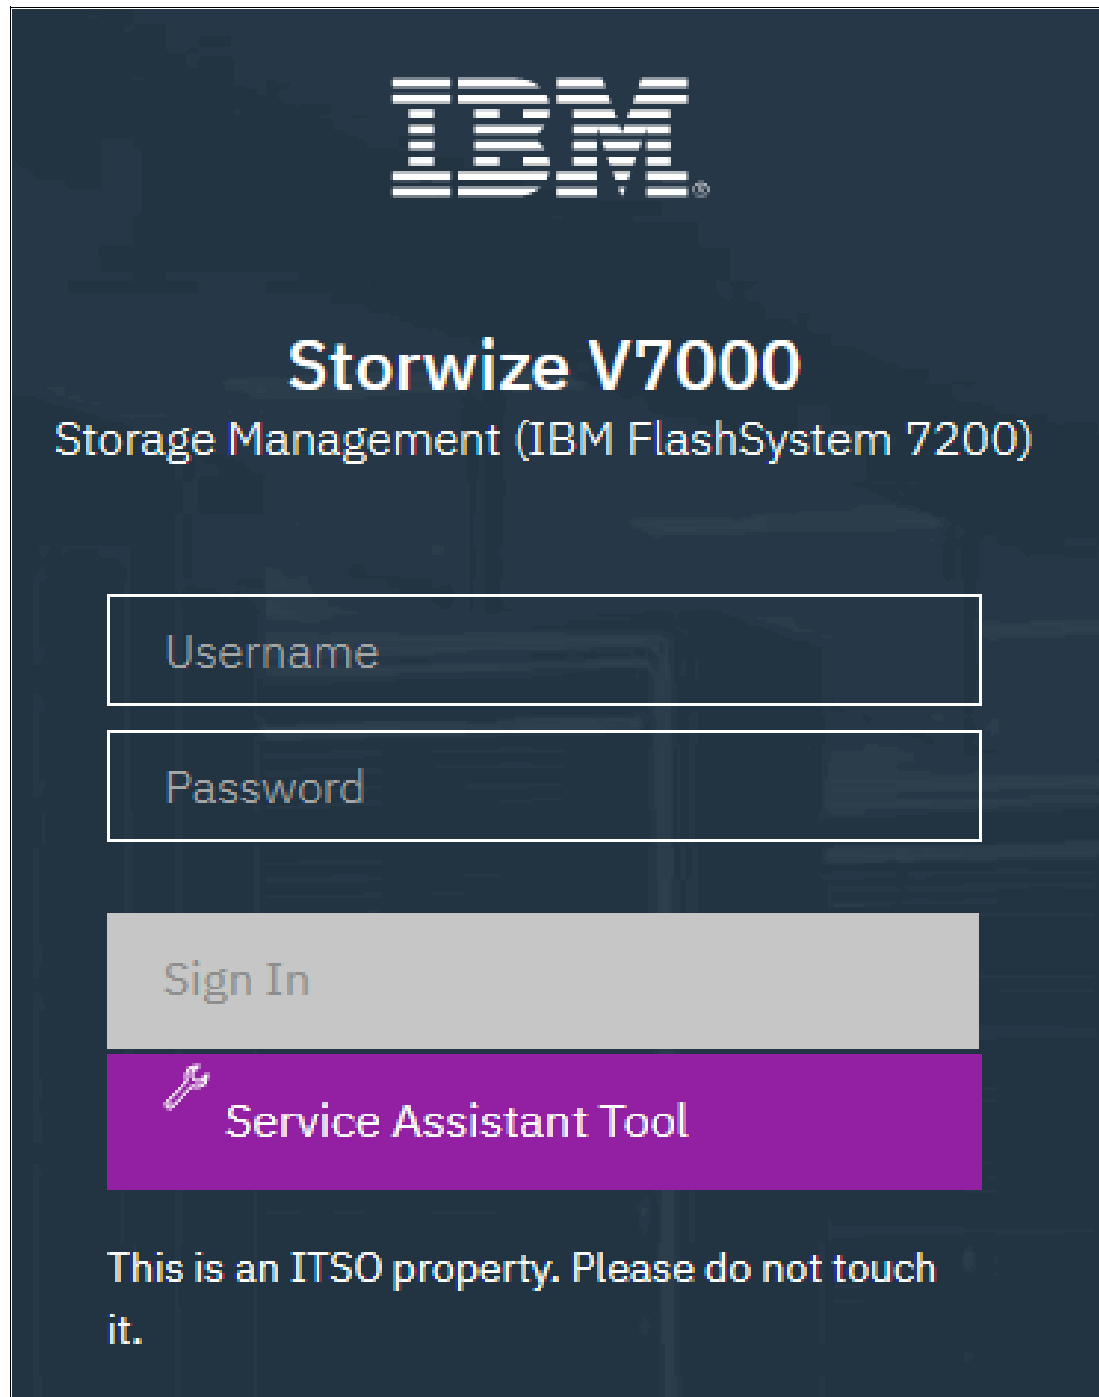 IBM®
Storwize V7000
Storage Management (IBM FlashSystem 7200)
Username
Password
Sign In
Service Assistant Tool
This is an ITSO property. Please do not touch
it.